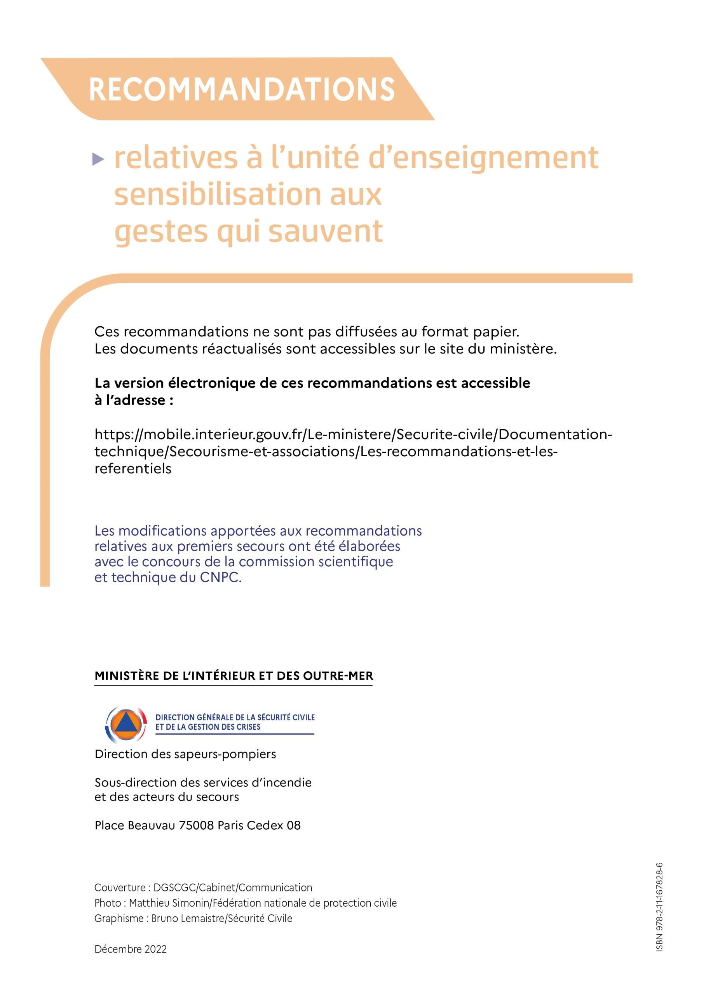 RECOMMANDATIONS
relatives à l’unité d’enseignement
sensibilisation aux
gestes qui sauvent
Ces recommandations ne sont pas diffusées au format papier.
Les documents réactualisés sont accessibles sur le site du ministère.
La version électronique de ces recommandations est accessible
à l’adresse :
https://mobile.interieur.gouv.fr/Le-ministere/Securite-civile/Documentation-
technique/Secourisme-et-associations/Les-recommandations-et-les-
referentiels
Les modifications apportées aux recommandations
relatives aux premiers secours ont été élaborées
avec le concours de la commission scientifique
et technique du CNPC.
MINISTÈRE DE L’INTÉRIEUR ET DES OUTRE-MER
DIRECTION GÉNÉRALE DE LA SÉCURITÉ CIVILE
ET DE LA GESTION DES CRISES
Direction des sapeurs-pompiers
Sous-direction des services d’incendie
et des acteurs du secours
Place Beauvau 75008 Paris Cedex 08
Couverture : DGSCGC/Cabinet/Communication
Photo : Matthieu Simonin/Fédération nationale de protection civile
Graphisme : Bruno Lemaistre/Sécurité Civile
Décembre 2022
ISBN 978-2-11-167828-6